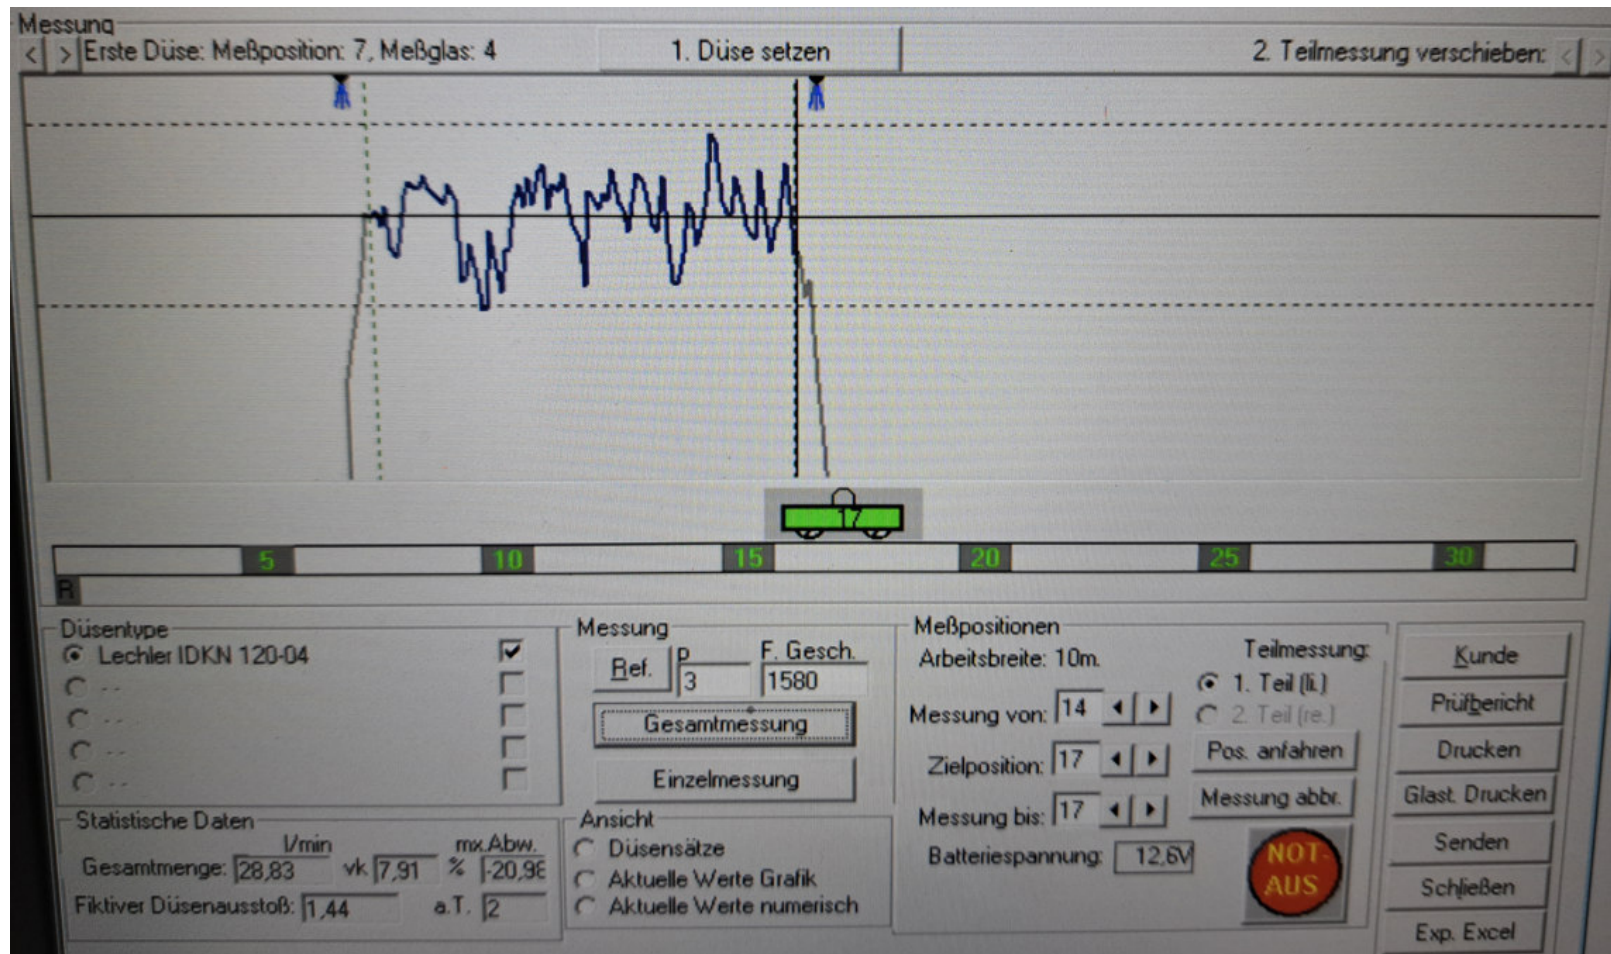 Messung
< > Erste Düse: Meßposition: 7, Meßglas: 4 1. Düse setzen 2. Teilmessung verschieben: < >
17
5 10 15 20 25 30
R
Düsentype
Lechler IDKN 120-04
Messung
Ref. p F. Gesch.
3 1580
Gesamtmessung
Einzelmessung
Meßpositionen
Arbeitsbreite: 10m.
Messung von: 14
Zielposition: 17
Messung bis: 17
Batteriespannung: 12,6V
Teilmessung:
1. Teil (li.)
2. Teil (re.)
Pos. anfahren
Messung abbr.
NOT-
AUS
Kunde
Prüfbericht
Drucken
Glast. Drucken
Senden
Schließen
Exp. Excel
Statistische Daten
l/min mx.Abw.
Gesamtmenge: 28,83 vk 7,91 % -20,98
Fiktiver Düsenausstoß: 1,44 a.T. 2
Ansicht
Düsensätze
Aktuelle Werte Grafik
Aktuelle Werte numerisch